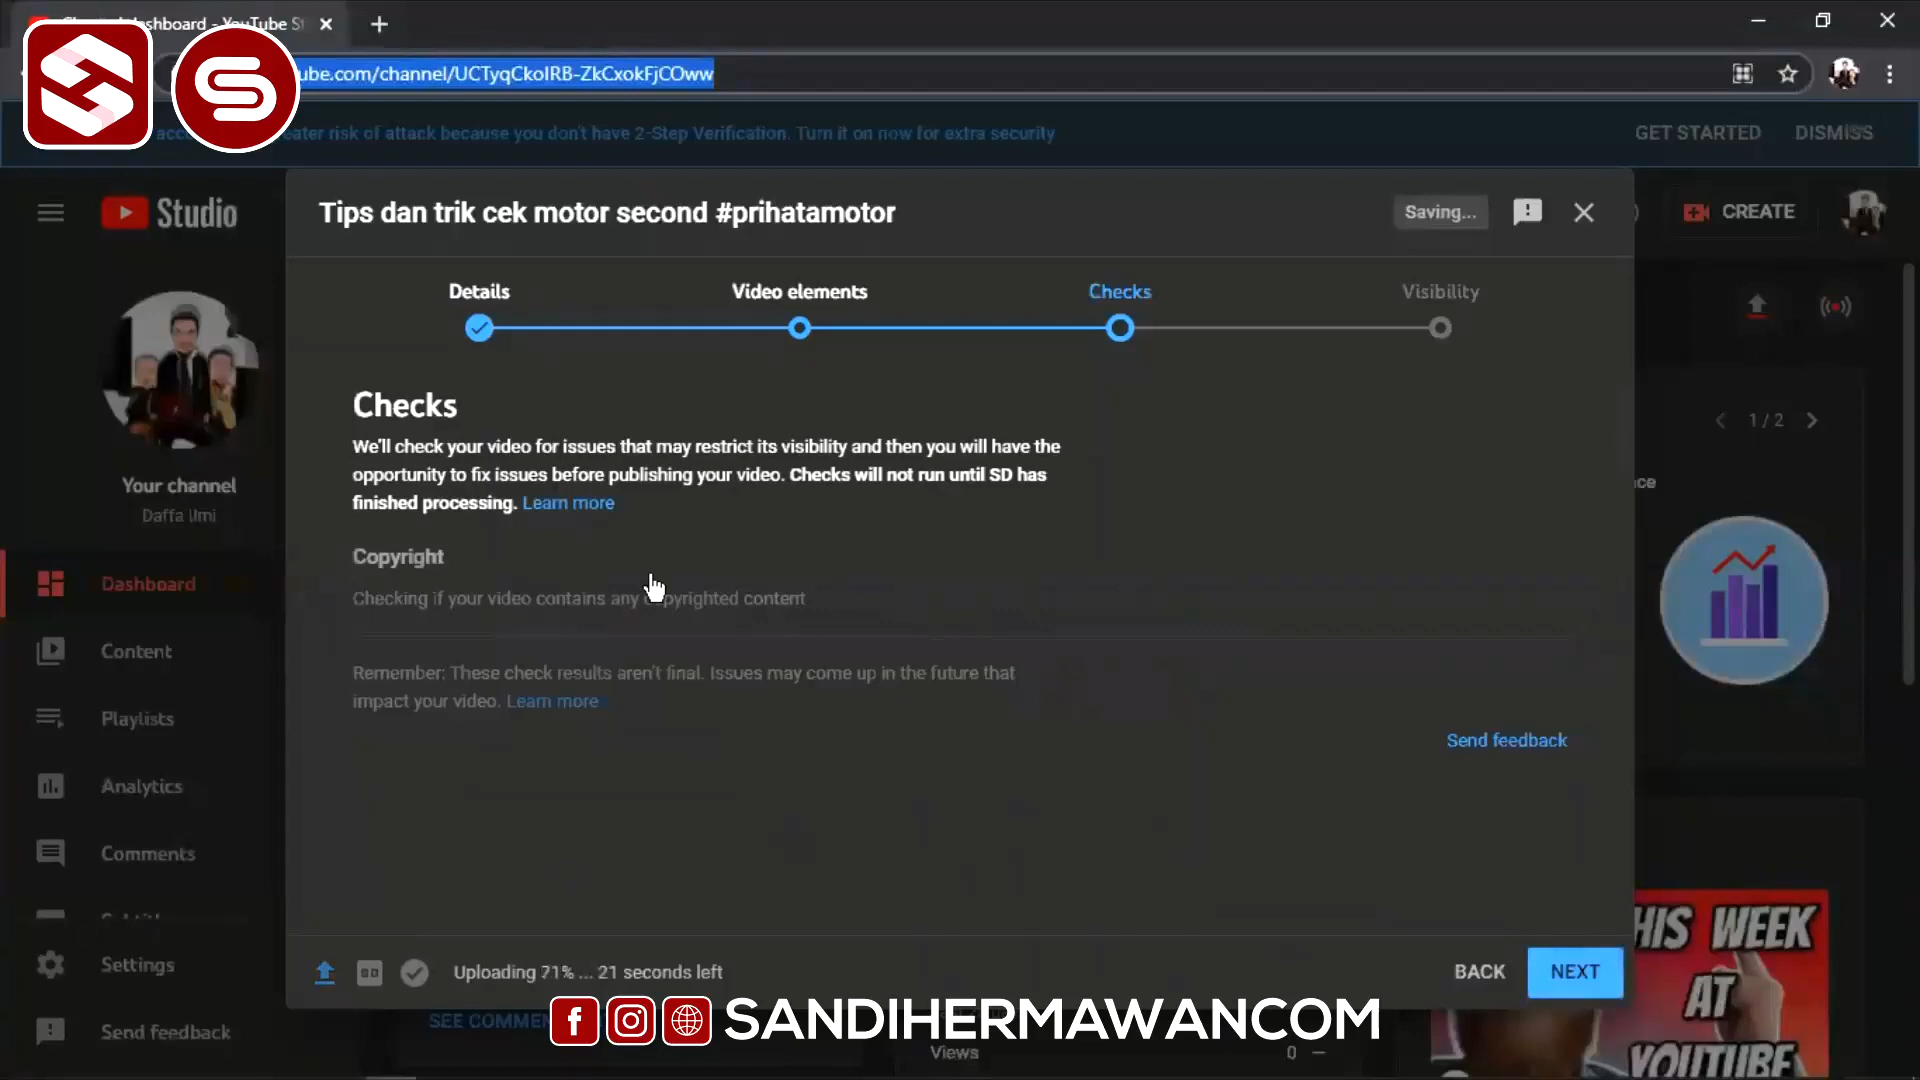 dashboard - YouTube St
ube.com/channel/UCTyqCkoIRB-ZkCxokFjCOww
eater risk of attack because you don't have 2-Step Verification. Turn it on now for extra security
GET STARTED
DISMISS
Studio
Tips dan trik cek motor second #prihatamotor
Saving...
CREATE
Details
Video elements
Checks
Visibility
Checks
We'll check your video for issues that may restrict its visibility and then you will have the
opportunity to fix issues before publishing your video. Checks will not run until SD has
finished processing. Learn more
1 / 2
Your channel
Daffa Ilmi
Copyright
Checking if your video contains any copyrighted content
Remember: These check results aren't final. Issues may come up in the future that
impact your video. Learn more
Send feedback
Dashboard
Content
Playlists
Analytics
Comments
Settings
Send feedback
Uploading 71% ... 21 seconds left
BACK
NEXT
SEE COMMEN
SANDIHERMAWANCOM
Views
0 —
HIS WEEK
AT
YOUTUBE